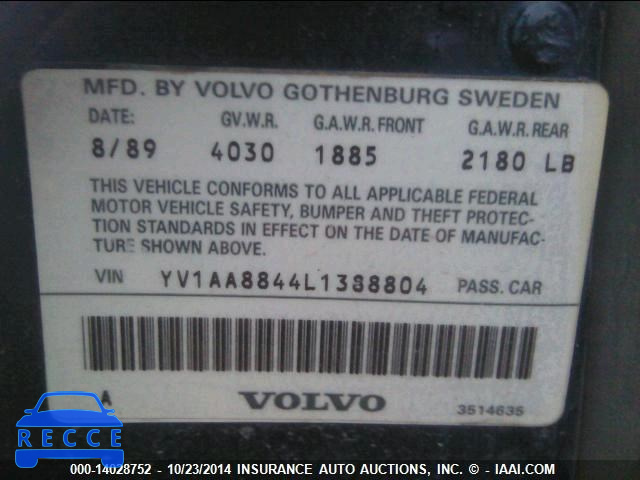 MFD. BY VOLVO GOTHENBURG SWEDEN
DATE: GV.W.R. G.A.W.R. FRONT G.A.W.R. REAR
8/89 4030 1885 2180 LB
THIS VEHICLE CONFORMS TO ALL APPLICABLE FEDERAL
MOTOR VEHICLE SAFETY, BUMPER AND THEFT PROTEC-
TION STANDARDS IN EFFECT ON THE DATE OF MANUFAC-
TURE SHOWN ABOVE.
VIN YV1AA8844L1388804 PASS. CAR
A VOLVO 3514635
RECCE
000-14028752 - 10/23/2014 INSURANCE AUTO AUCTIONS, INC. - © IAAI.COM